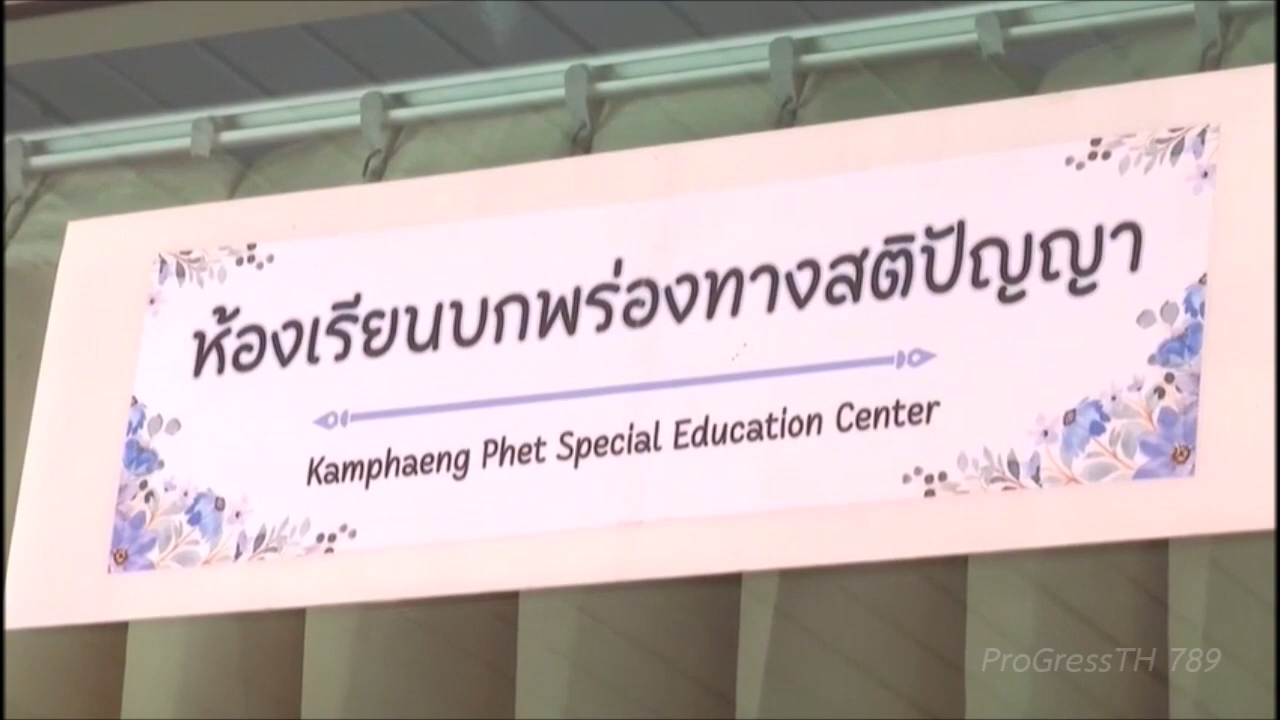 ห้องเรียนบกพร่องทางสติปัญญา
Kamphaeng Phet Special Education Center
ProGressTH 789